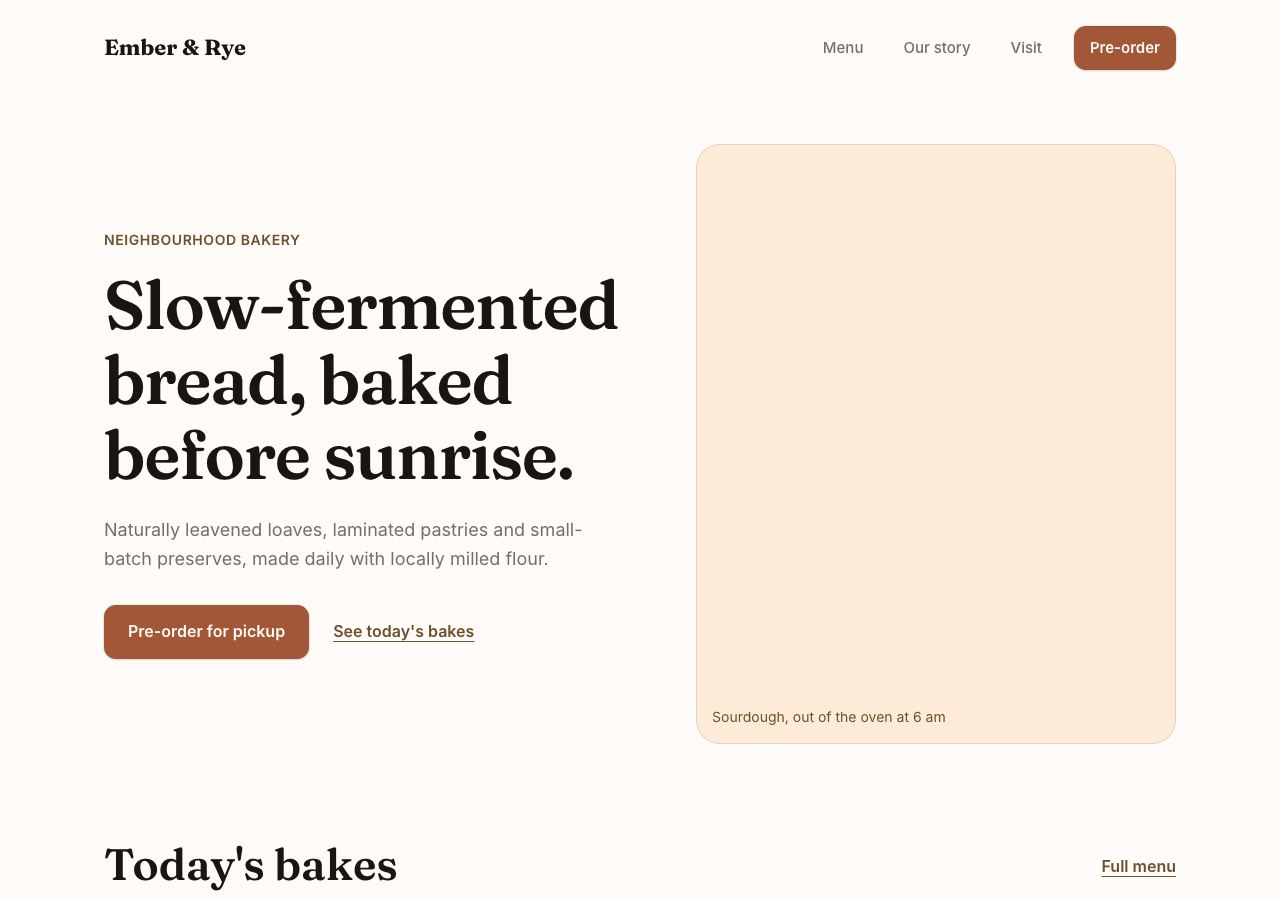 Ember & Rye
Menu
Our story
Visit
Pre-order
NEIGHBOURHOOD BAKERY
Slow-fermented
bread, baked
before sunrise.
Naturally leavened loaves, laminated pastries and small-
batch preserves, made daily with locally milled flour.
Pre-order for pickup
See today's bakes
Sourdough, out of the oven at 6 am
Today's bakes
Full menu